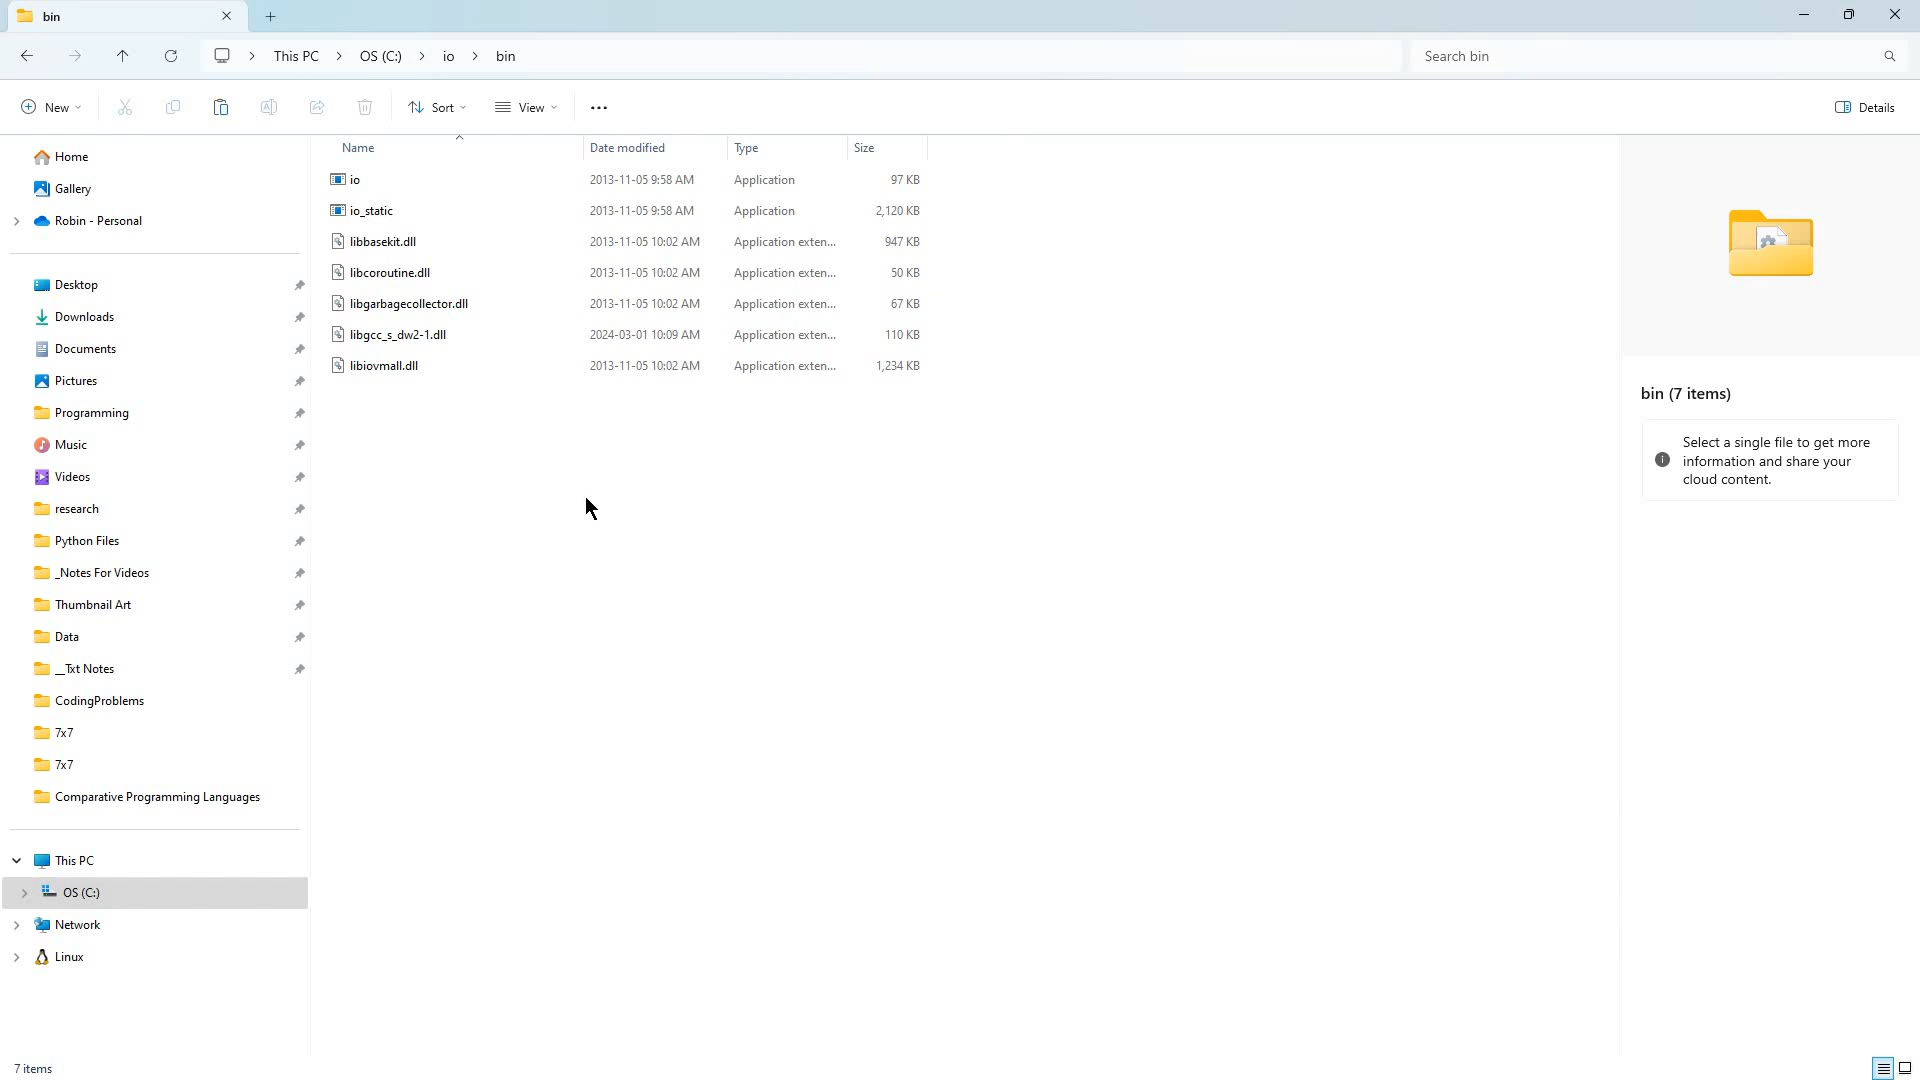 bin
This PC > OS (C:) > io > bin
Search bin
New
Sort
View
Details
Home
Gallery
Robin - Personal
Desktop
Downloads
Documents
Pictures
Programming
Music
Videos
research
Python Files
_Notes For Videos
Thumbnail Art
Data
__Txt Notes
CodingProblems
7x7
7x7
Comparative Programming Languages
This PC
OS (C:)
Network
Linux
Name Date modified Type Size
io 2013-11-05 9:58 AM Application 97 KB
io_static 2013-11-05 9:58 AM Application 2,120 KB
libbasekit.dll 2013-11-05 10:02 AM Application exten... 947 KB
libcoroutine.dll 2013-11-05 10:02 AM Application exten... 50 KB
libgarbagecollector.dll 2013-11-05 10:02 AM Application exten... 67 KB
libgcc_s_dw2-1.dll 2024-03-01 10:09 AM Application exten... 110 KB
libiovmall.dll 2013-11-05 10:02 AM Application exten... 1,234 KB
bin (7 items)
Select a single file to get more
information and share your
cloud content.
7 items